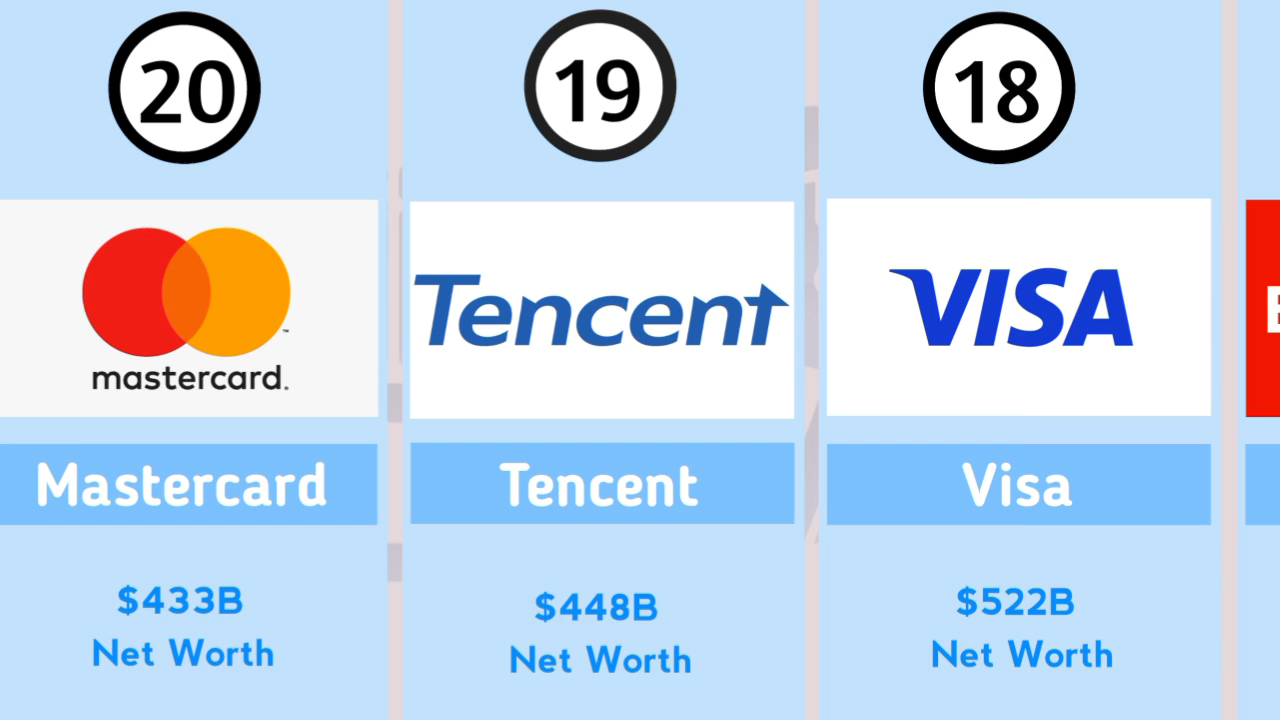 20
mastercard.
Mastercard
$433B
Net Worth
19
Tencent
Tencent
$448B
Net Worth
18
VISA
Visa
$522B
Net Worth